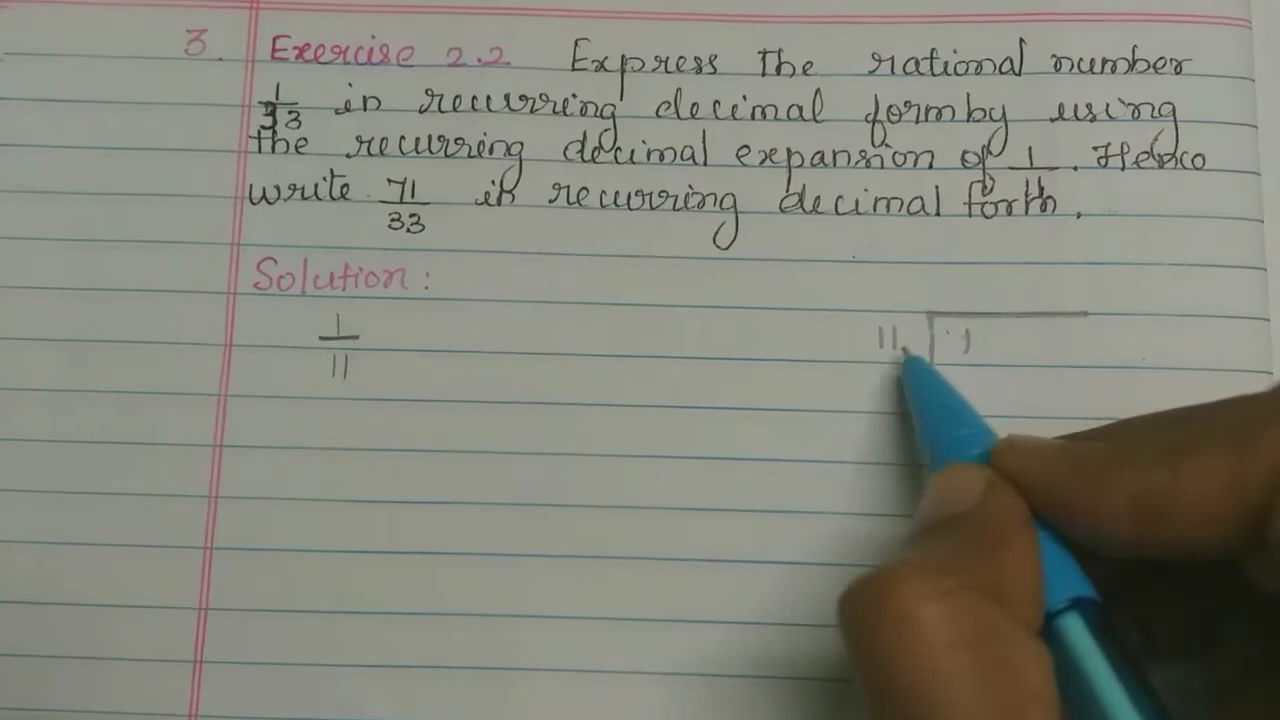 3. Exercise 2.2 Express The rational number
1/33 in recurring decimal form by using
the recurring decimal expansion of 1/11. Hence
write 71/33 in recurring decimal form.
Solution:
1/11 11 1